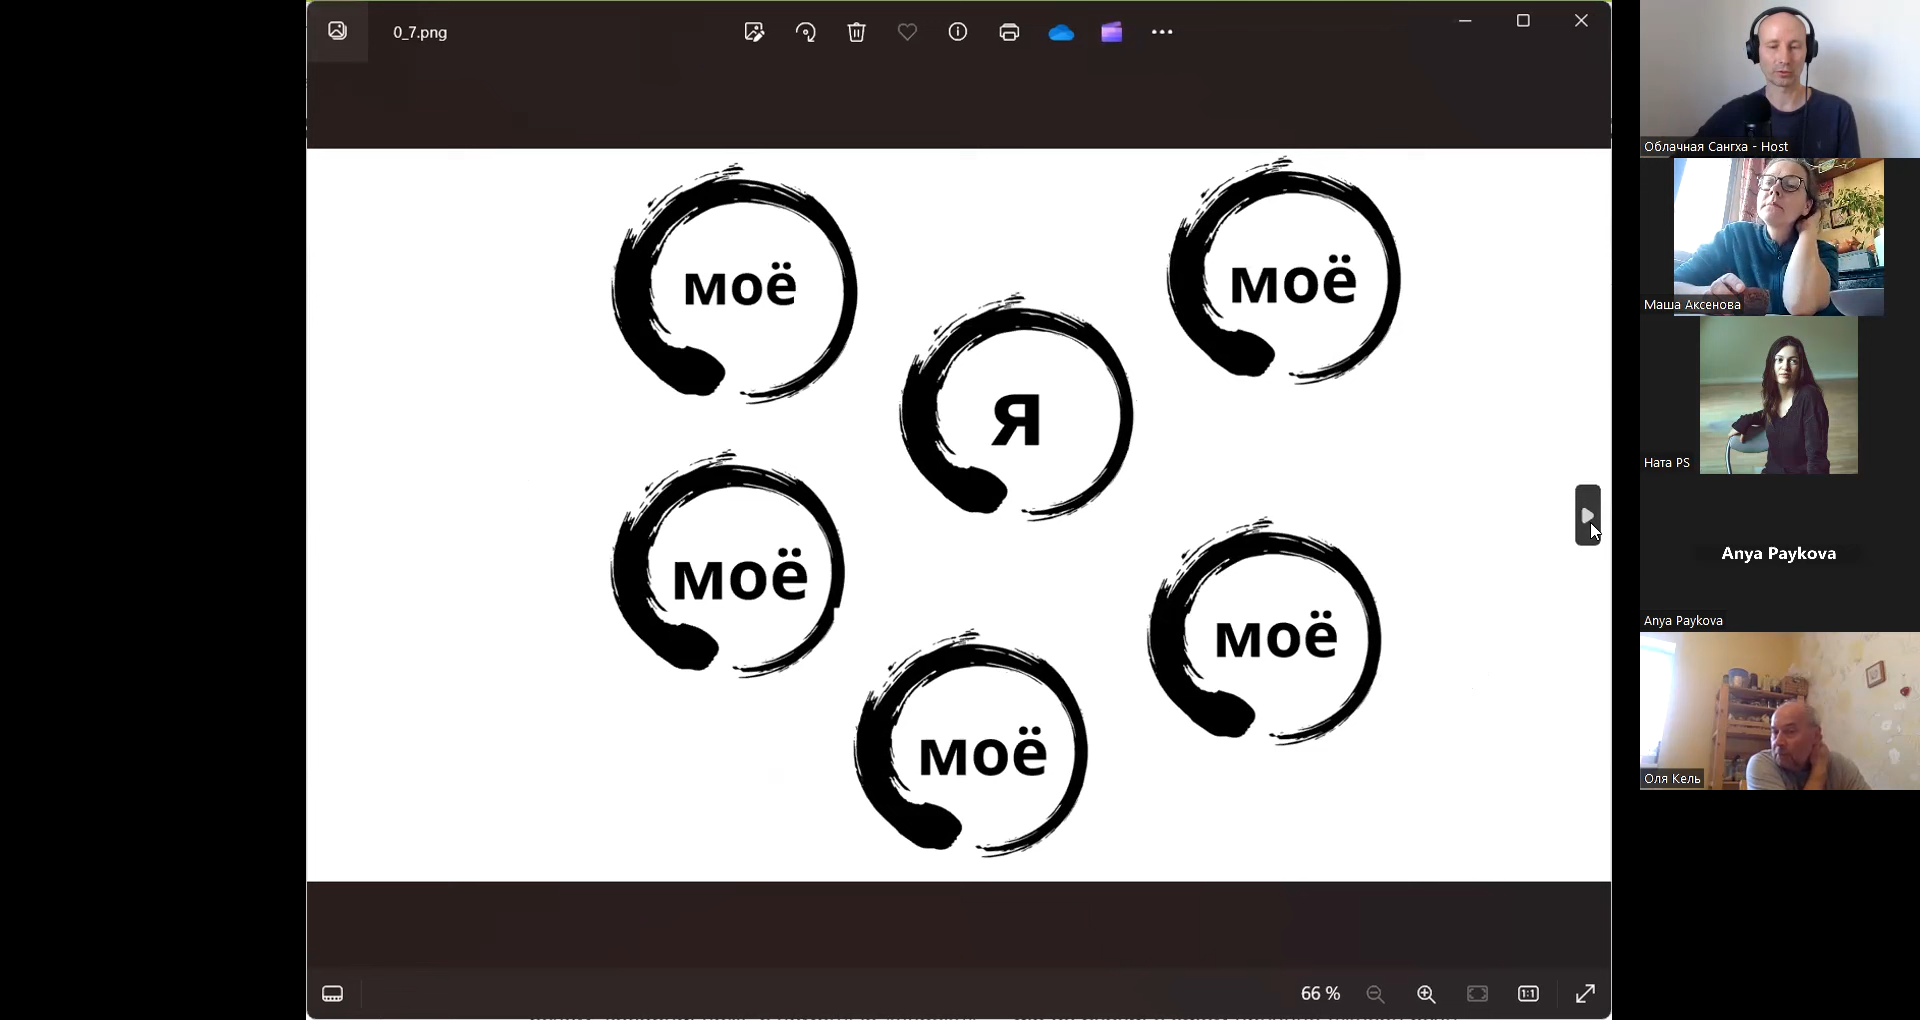 0_7.png
моё
моё
я
моё
моё
моё
66 %
Облачная Сангха - Host
Маша Аксенова
Ната PS
Anya Paykova
Anya Paykova
Оля Кель